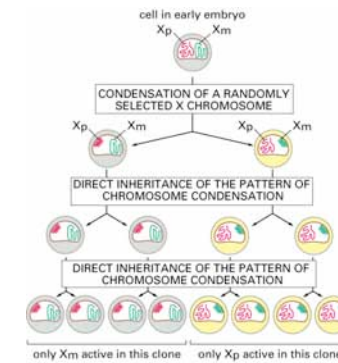 cell in early embryo
Xp Xm
CONDENSATION OF A RANDOMLY
SELECTED X CHROMOSOME
Xp Xm Xp Xm
DIRECT INHERITANCE OF THE PATTERN OF
CHROMOSOME CONDENSATION
DIRECT INHERITANCE OF THE PATTERN OF
CHROMOSOME CONDENSATION
only Xm active in this clone only Xp active in this clone